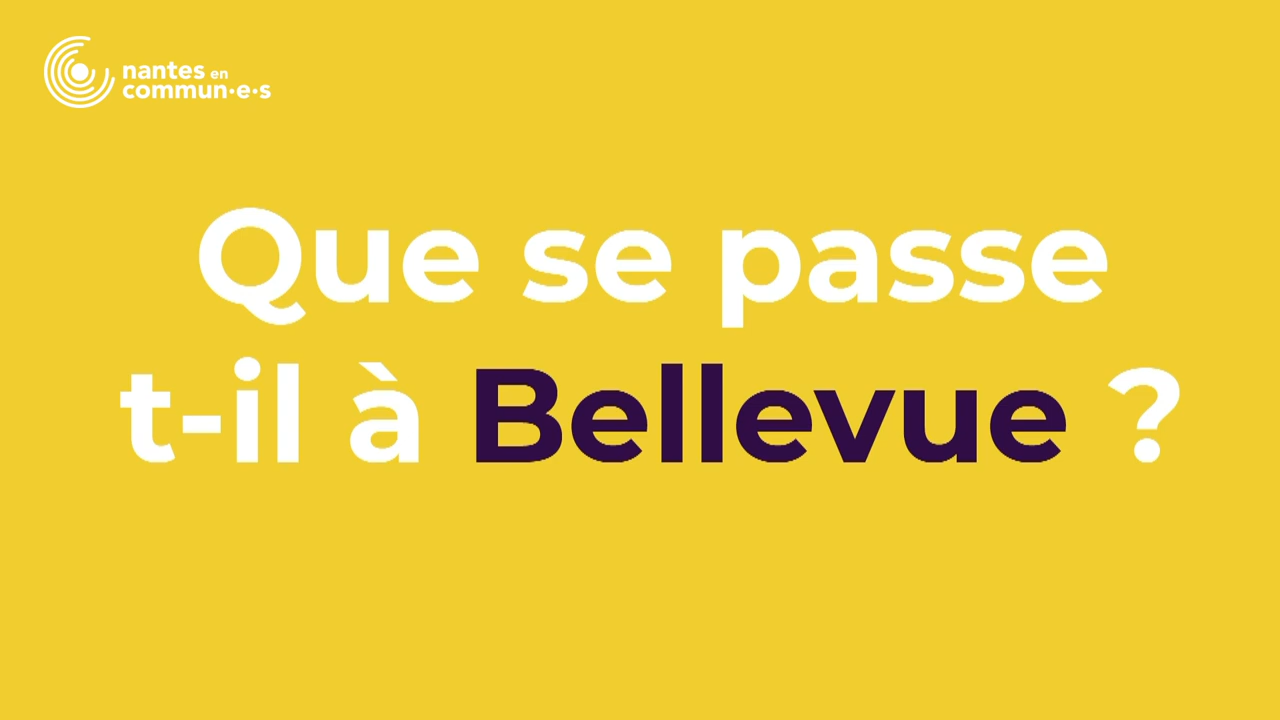 nantes en
commun·e·s
Que se passe
t-il à Bellevue ?